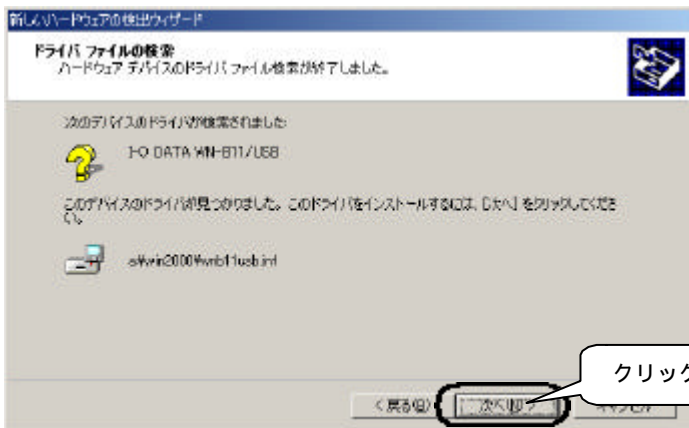 新しいハードウェアの検出ウィザード
ドライバ ファイルの検索
ハードウェア デバイスのドライバ ファイル検索が終了しました。
次のデバイスのドライバが検索されました:
I-O DATA WN-B11/USB
このデバイスのドライバが見つかりました。このドライバをインストールするには、[次へ] をクリックしてくださ
い。
a:¥win2000¥wnb11usb.inf
クリック
< 戻る(B)
次へ(N) >